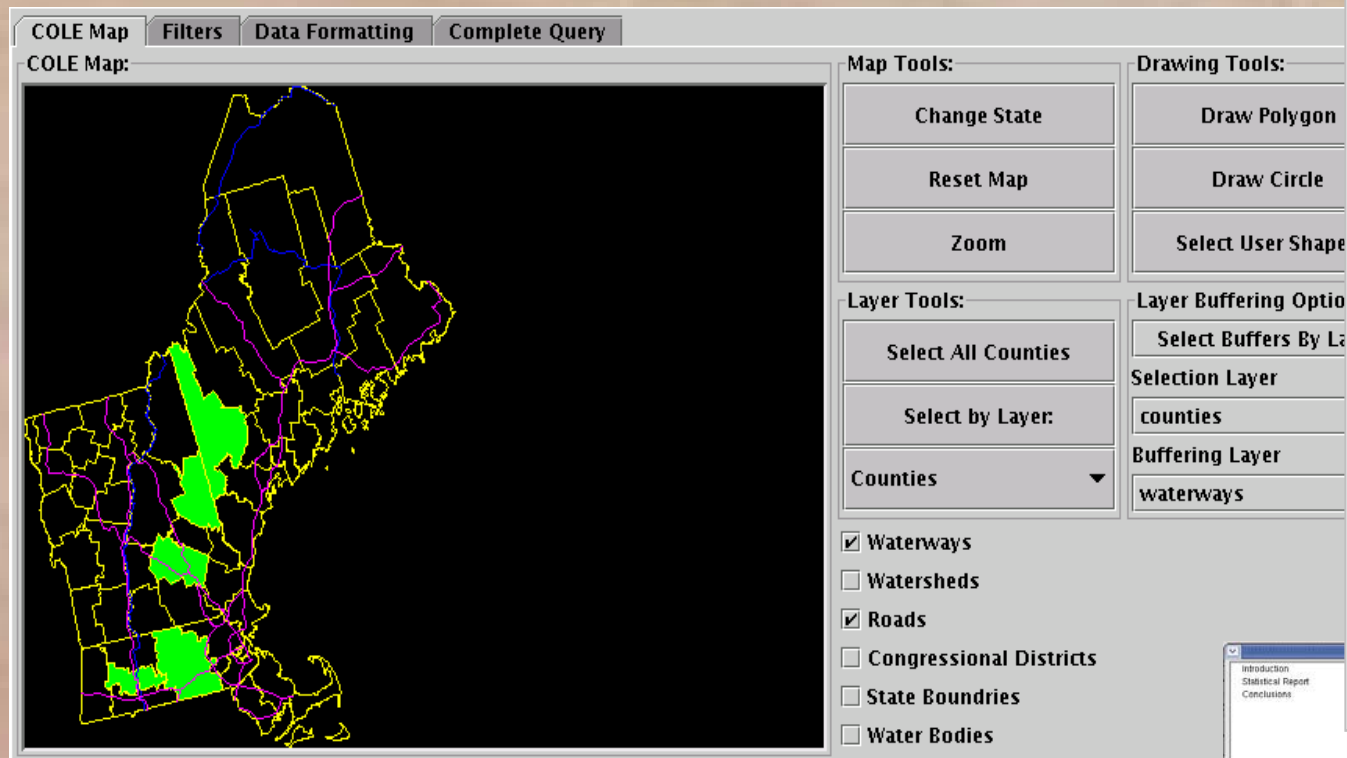 COLE Map
Filters
Data Formatting
Complete Query
COLE Map:
Map Tools:
Change State
Reset Map
Zoom
Drawing Tools:
Draw Polygon
Draw Circle
Select User Shape
Layer Tools:
Select All Counties
Select by Layer:
Counties
Layer Buffering Optio
Select Buffers By La
Selection Layer
counties
Buffering Layer
waterways
Waterways
Watersheds
Roads
Congressional Districts
State Boundries
Water Bodies
Introduction
Statistical Report
Conclusions